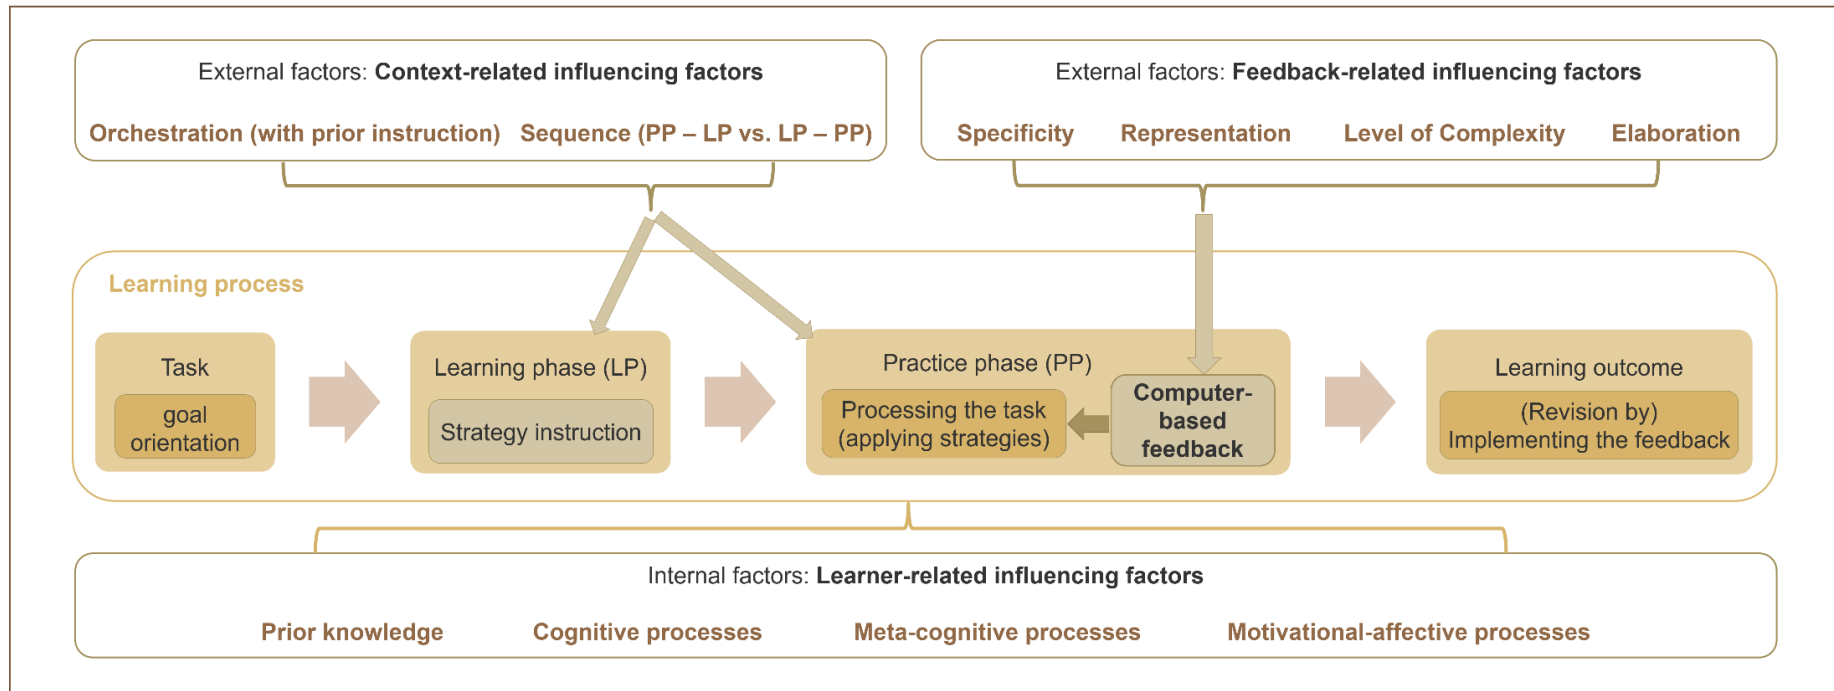 External factors: Context-related influencing factors
Orchestration (with prior instruction) Sequence (PP – LP vs. LP – PP)
External factors: Feedback-related influencing factors
Specificity Representation Level of Complexity Elaboration
Learning process
Task
goal
orientation
Learning phase (LP)
Strategy instruction
Practice phase (PP)
Processing the task
(applying strategies)
Computer-
based
feedback
Learning outcome
(Revision by)
Implementing the feedback
Internal factors: Learner-related influencing factors
Prior knowledge Cognitive processes Meta-cognitive processes Motivational-affective processes